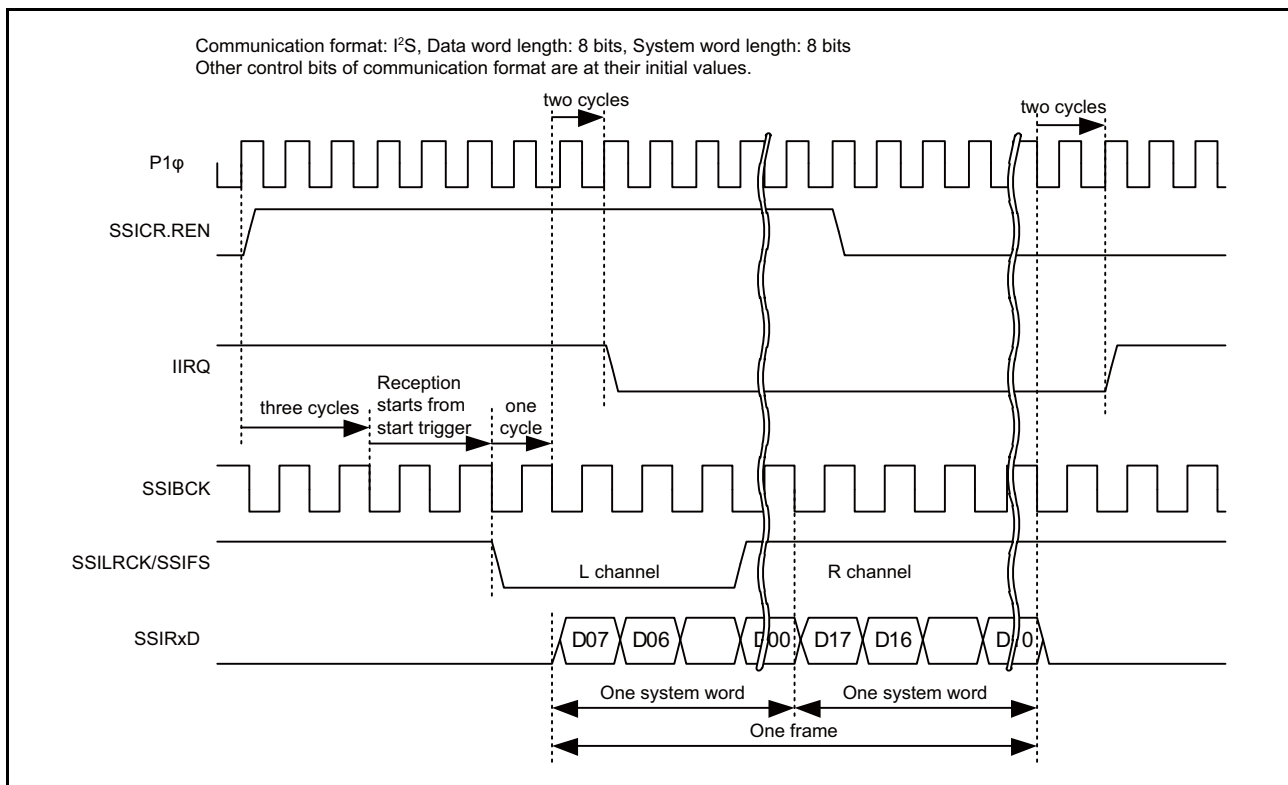 Communication format: I²S, Data word length: 8 bits, System word length: 8 bits
Other control bits of communication format are at their initial values.
two cycles
two cycles
P1φ
SSICR.REN
IIRQ
Reception
starts from
start trigger
three cycles
one
cycle
SSIBCK
SSILRCK/SSIFS
L channel
R channel
SSIRxD
D07
D06
D00
D17
D16
D10
One system word
One system word
One frame